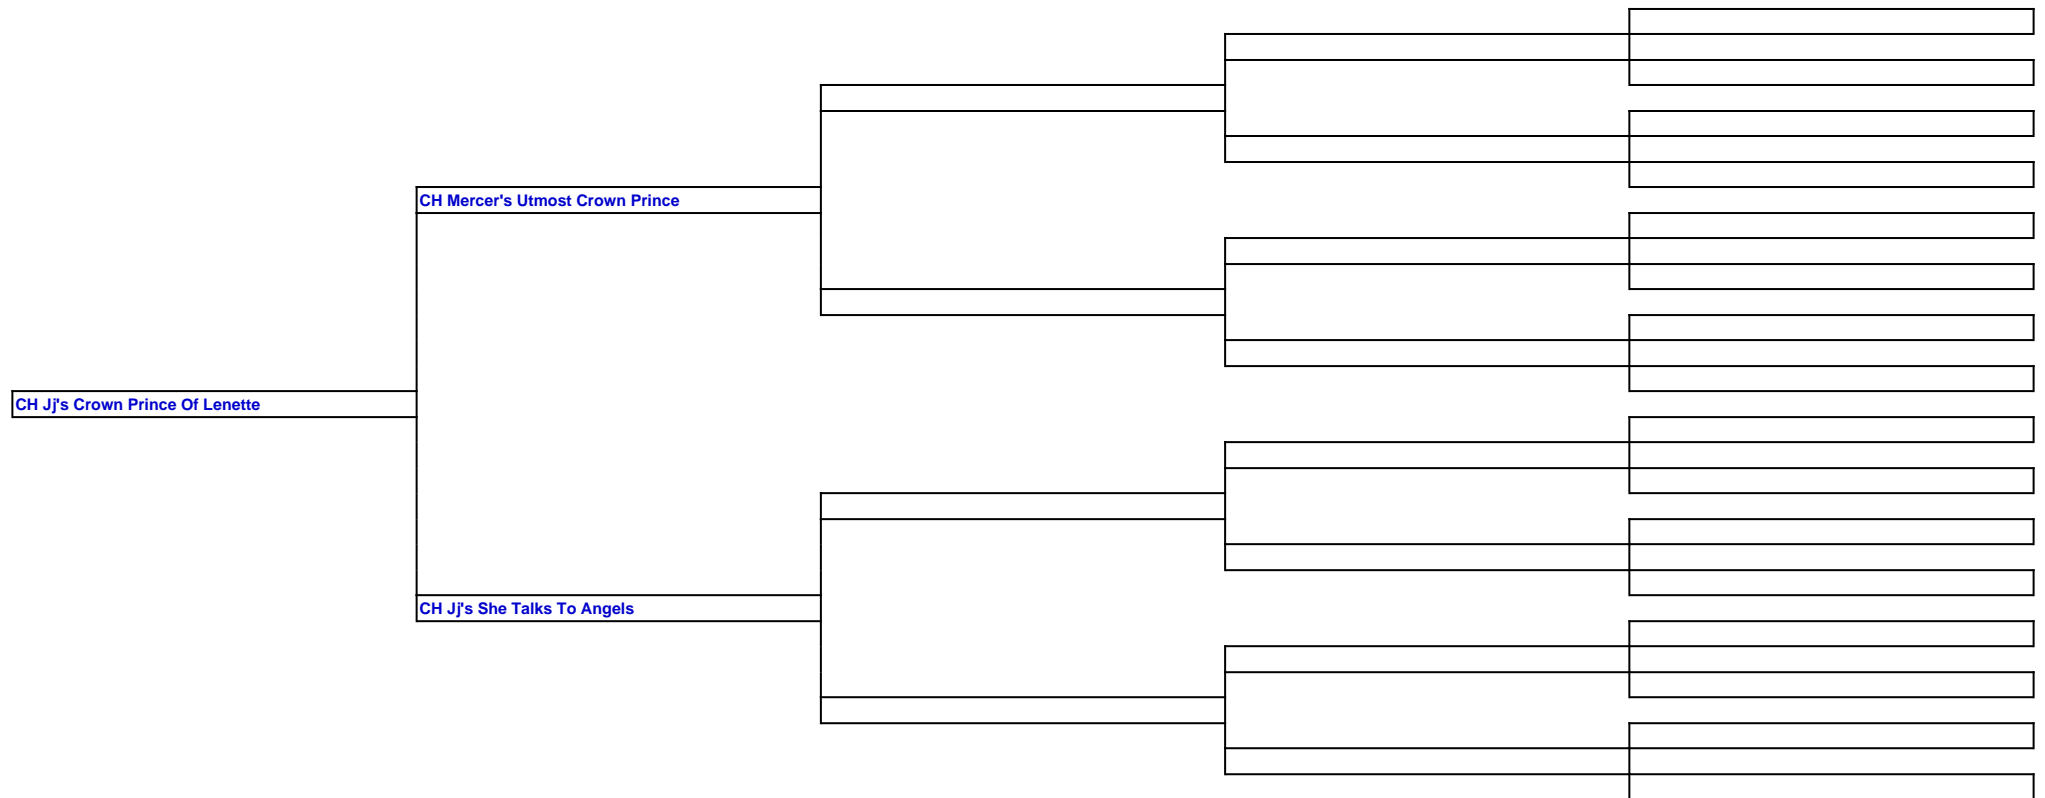 CH Mercer's Utmost Crown Prince
CH Jj's Crown Prince Of Lenette
CH Jj's She Talks To Angels